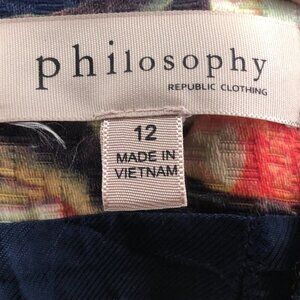 philosophy
REPUBLIC CLOTHING
12
MADE IN
VIETNAM